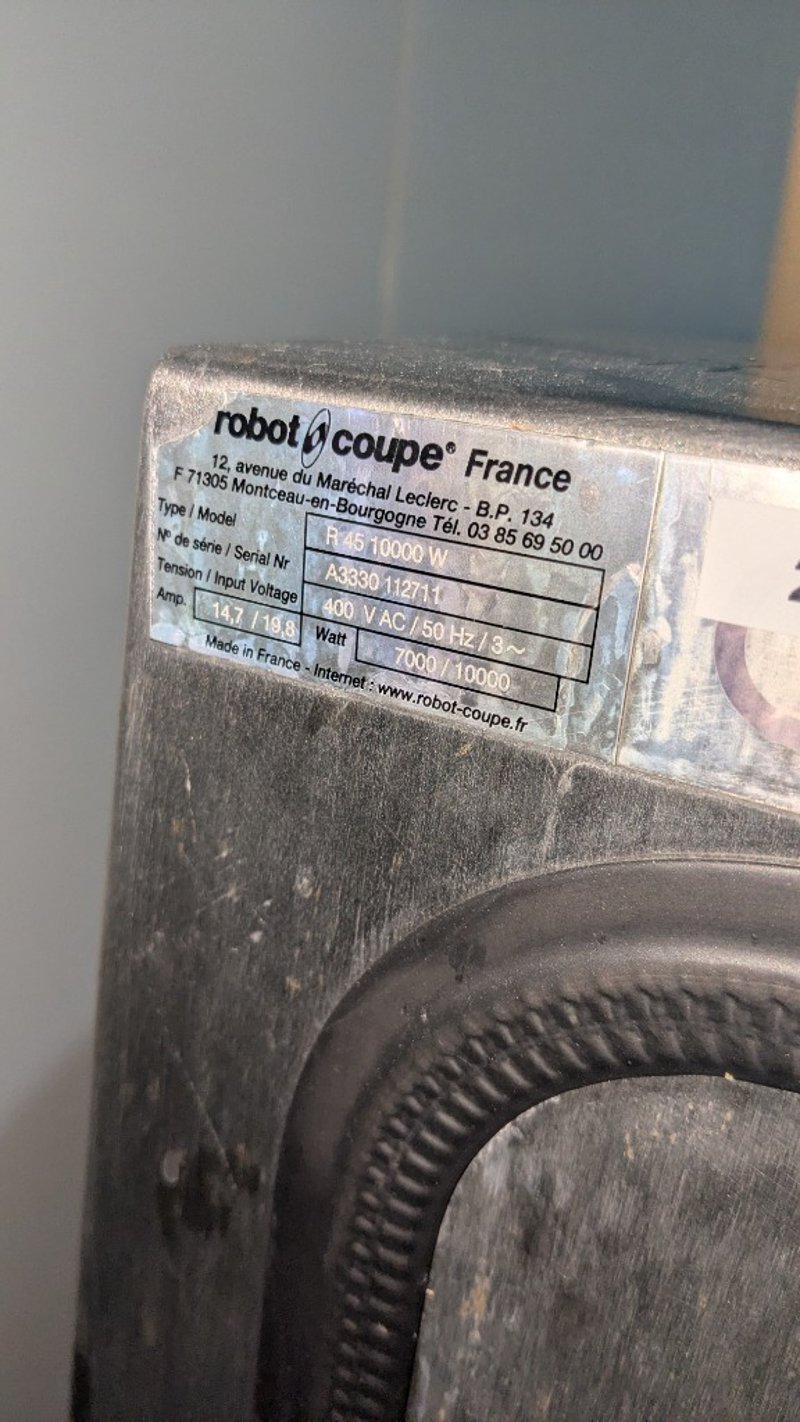 robot coupe® France
12, avenue du Maréchal Leclerc - B.P. 134
F 71305 Montceau-en-Bourgogne Tél. 03 85 69 50 00
Type / Model R 45 10000 W
N° de série / Serial Nr A3330 112711
Tension / Input Voltage 400 V AC / 50 Hz / 3~
Amp. 14,7 / 19,8 Watt 7000 / 10000
Made in France - Internet : www.robot-coupe.fr